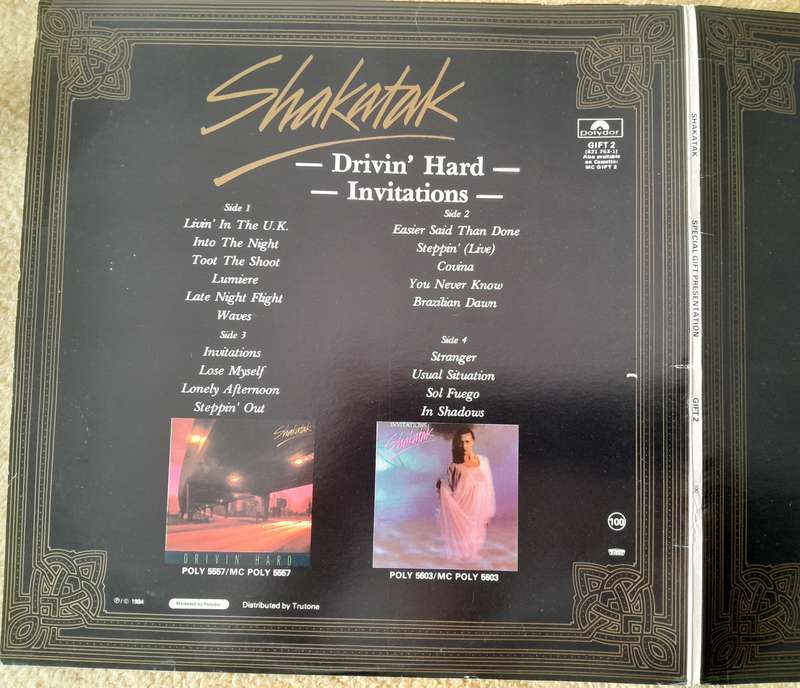 Shakatak
— Drivin' Hard —
— Invitations —
polydor
GIFT 2
(821 763-1)
Also available
on Cassette:
MC GIFT 2
Side 1
Livin' In The U.K.
Into The Night
Toot The Shoot
Lumiere
Late Night Flight
Waves
Side 2
Easier Said Than Done
Steppin' (Live)
Covina
You Never Know
Brazilian Dawn
Side 3
Invitations
Lose Myself
Lonely Afternoon
Steppin' Out
Side 4
Stranger
Usual Situation
Sol Fuego
In Shadows
Shakatak
DRIVIN' HARD
POLY 5557/MC POLY 5557
INVITATIONS
Shakatak
POLY 5603/MC POLY 5603
100
℗/© 1984
Marketed by Polydor
Distributed by Trutone
SHAKATAK
SPECIAL GIFT PRESENTATION
GIFT 2